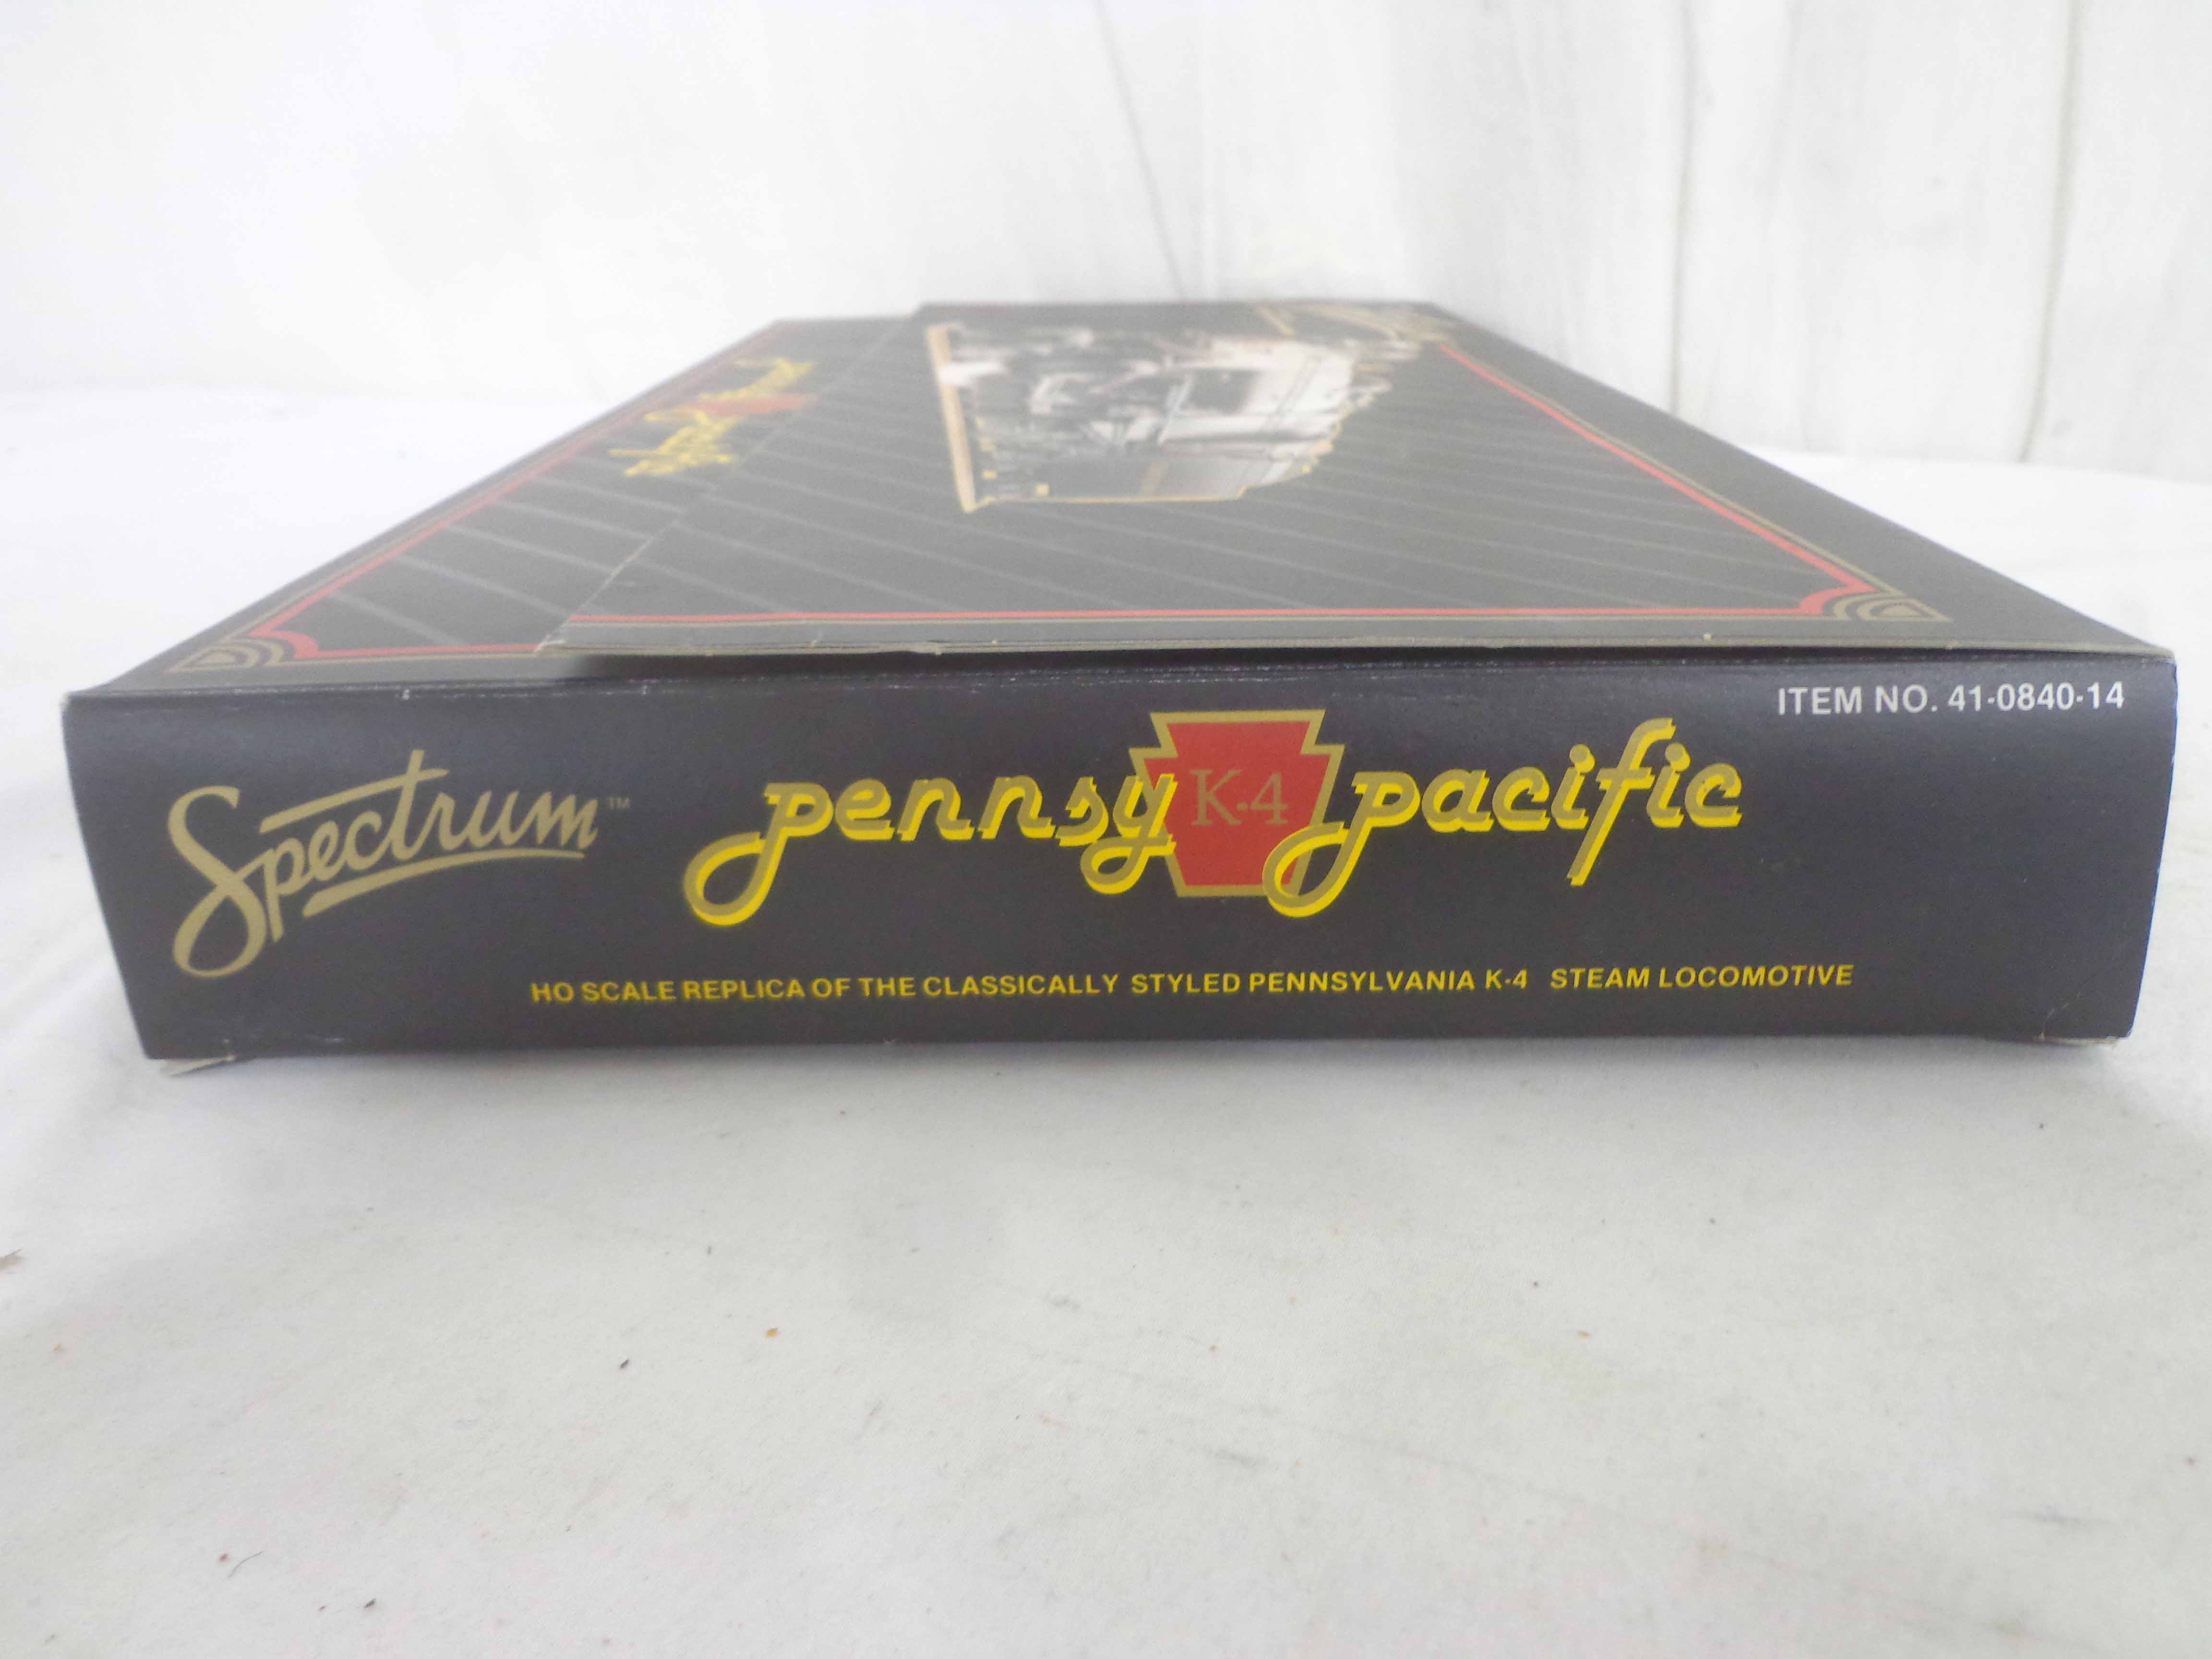 ITEM NO. 41-0840-14
Spectrum™
pennsy K-4 pacific
HO SCALE REPLICA OF THE CLASSICALLY STYLED PENNSYLVANIA K-4 STEAM LOCOMOTIVE